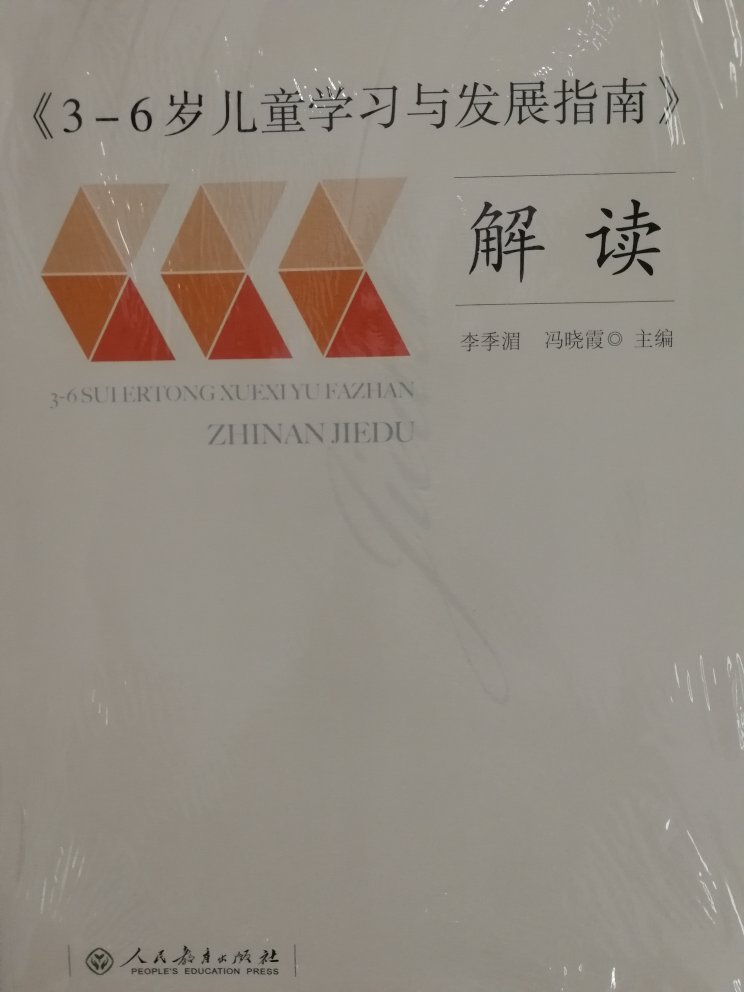 《3-6岁儿童学习与发展指南》
解读
李季湄 冯晓霞◎ 主编
3-6 SUI ERTONG XUEXI YU FAZHAN
ZHINAN JIEDU
人民教育出版社
PEOPLE'S EDUCATION PRESS